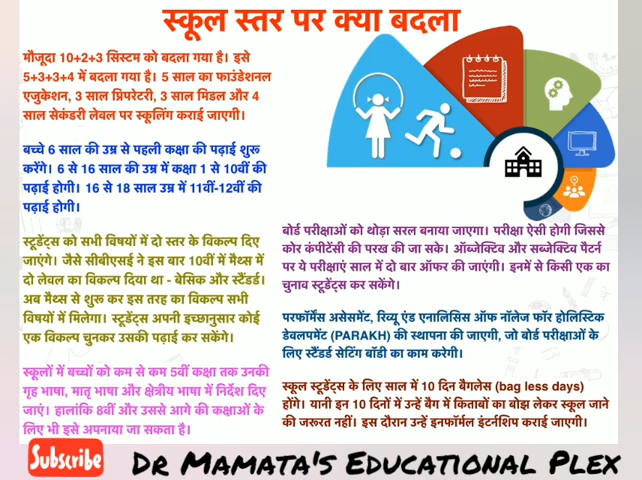 स्कूल स्तर पर क्या बदला
मौजूदा 10+2+3 सिस्टम को बदला गया है। इसे
5+3+3+4 में बदला गया है। 5 साल का फाउंडेशनल
एजुकेशन, 3 साल प्रिपरेटरी, 3 साल मिडल और 4
साल सेकंडरी लेवल पर स्कूलिंग कराई जाएगी।
बच्चे 6 साल की उम्र से पहली कक्षा की पढ़ाई शुरू
करेंगे। 6 से 16 साल की उम्र में कक्षा 1 से 10वीं की
पढ़ाई होगी। 16 से 18 साल उम्र में 11वीं-12वीं की
पढ़ाई होगी।
स्टूडेंट्स को सभी विषयों में दो स्तर के विकल्प दिए
जाएंगे। जैसे सीबीएसई ने इस बार 10वीं में मैथ्स में
दो लेवल का विकल्प दिया था - बेसिक और स्टैंडर्ड।
अब मैथ्स से शुरू कर इस तरह का विकल्प सभी
विषयों में मिलेगा। स्टूडेंट्स अपनी इच्छानुसार कोई
एक विकल्प चुनकर उसकी पढ़ाई कर सकेंगे।
स्कूलों में बच्चों को कम से कम 5वीं कक्षा तक उनकी
गृह भाषा, मातृ भाषा और क्षेत्रीय भाषा में निर्देश दिए
जाएं। हालांकि 8वीं और उससे आगे की कक्षाओं के
लिए भी इसे अपनाया जा सकता है।
बोर्ड परीक्षाओं को थोड़ा सरल बनाया जाएगा। परीक्षा ऐसी होगी जिससे
कोर कंपीटेंसी की परख की जा सके। ऑब्जेक्टिव और सब्जेक्टिव पैटर्न
पर ये परीक्षाएं साल में दो बार ऑफर की जाएंगी। इनमें से किसी एक का
चुनाव स्टूडेंट्स कर सकेंगे।
परफॉर्मेंस असेसमेंट, रिव्यू एंड एनालिसिस ऑफ नॉलेज फॉर होलिस्टिक
डेवलपमेंट (PARAKH) की स्थापना की जाएगी, जो बोर्ड परीक्षाओं के
लिए स्टैंडर्ड सेटिंग बॉडी का काम करेगी।
स्कूल स्टूडेंट्स के लिए साल में 10 दिन बैगलेस (bag less days)
होंगे। यानी इन 10 दिनों में उन्हें बैग में किताबों का बोझ लेकर स्कूल जाने
की जरूरत नहीं। इस दौरान उन्हें इनफॉर्मल इंटर्नशिप कराई जाएगी।
Subscribe
DR MAMATA'S EDUCATIONAL PLEX